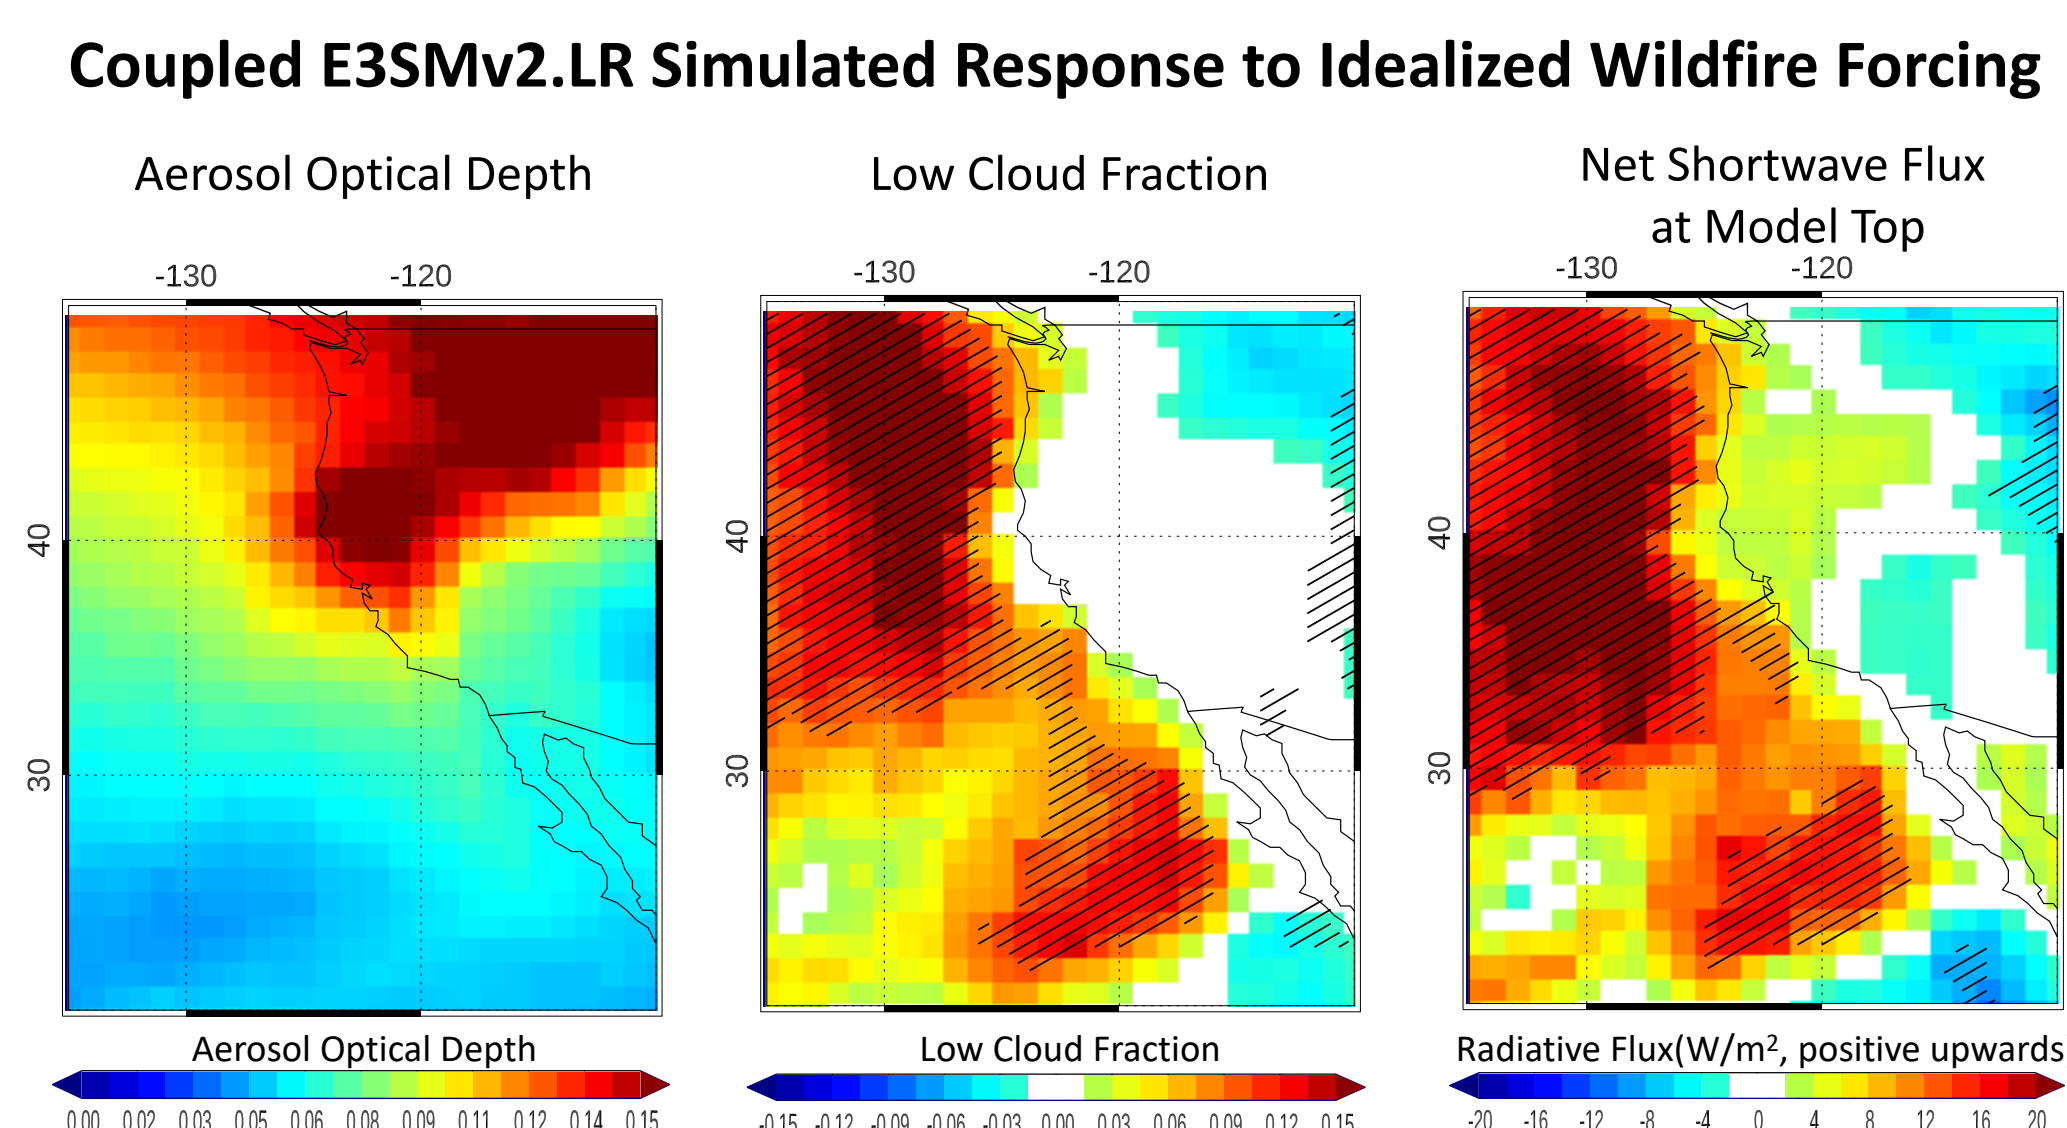 Coupled E3SMv2.LR Simulated Response to Idealized Wildfire Forcing
Aerosol Optical Depth
Low Cloud Fraction
Net Shortwave Flux
at Model Top
-130 -120
-130 -120
-130 -120
40
30
40
30
40
30
Aerosol Optical Depth
Low Cloud Fraction
Radiative Flux(W/m², positive upwards
0.00 0.02 0.03 0.05 0.06 0.08 0.09 0.11 0.12 0.14 0.15
-0.15 -0.12 -0.09 -0.06 -0.03 0.00 0.03 0.06 0.09 0.12 0.15
-20 -16 -12 -8 -4 0 4 8 12 16 20